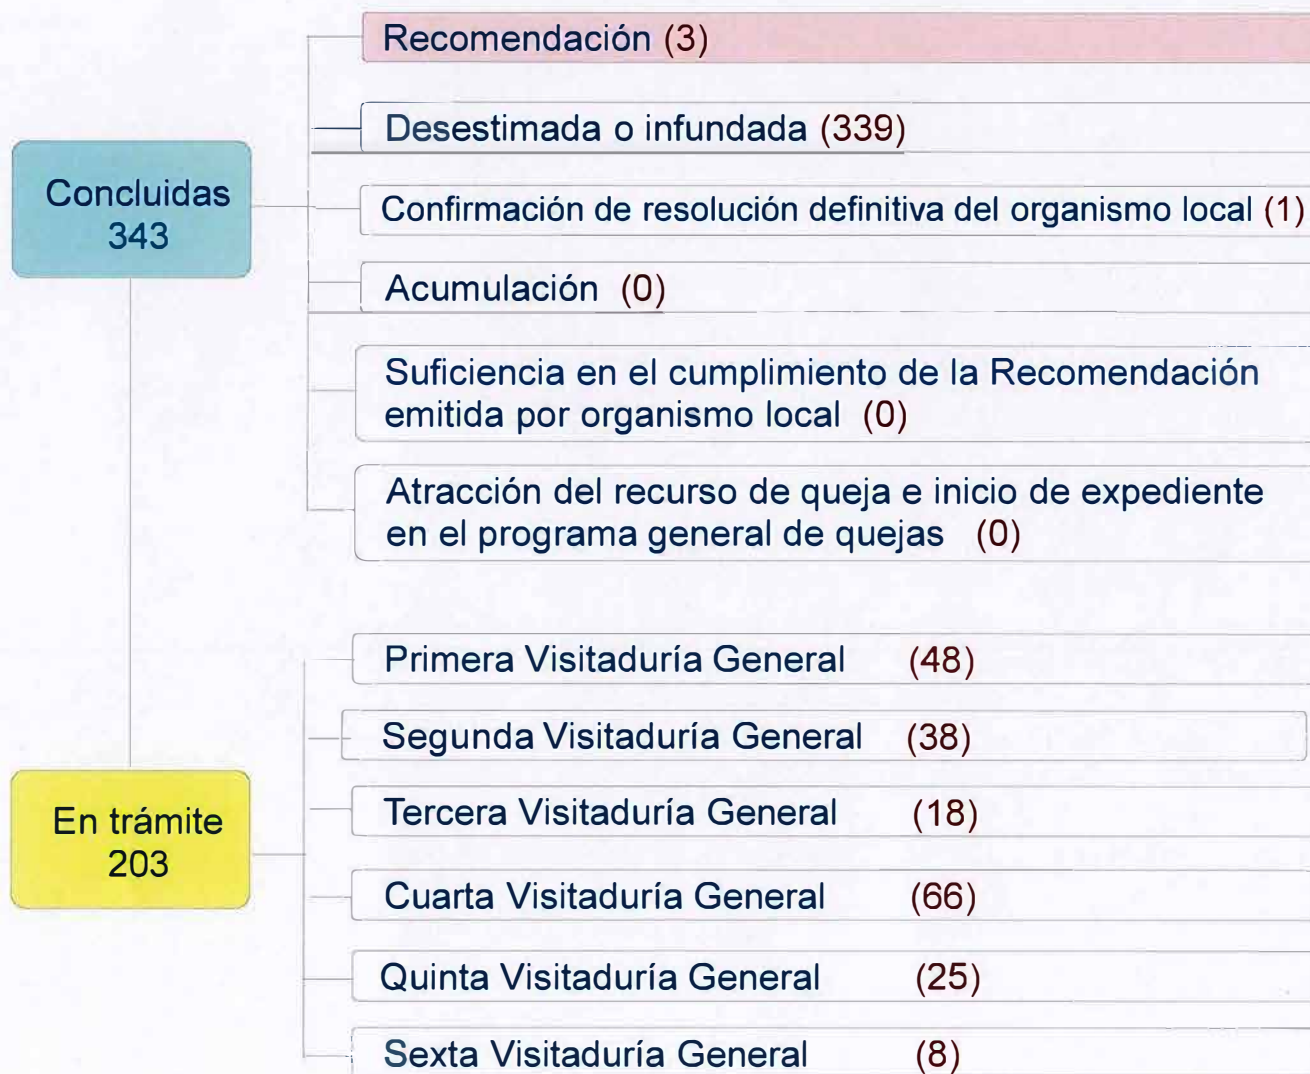 Concluidas
343
Recomendación (3)
Desestimada o infundada (339)
Confirmación de resolución definitiva del organismo local (1)
Acumulación (0)
Suficiencia en el cumplimiento de la Recomendación
emitida por organismo local (0)
Atracción del recurso de queja e inicio de expediente
en el programa general de quejas (0)
En trámite
203
Primera Visitaduría General (48)
Segunda Visitaduría General (38)
Tercera Visitaduría General (18)
Cuarta Visitaduría General (66)
Quinta Visitaduría General (25)
Sexta Visitaduría General (8)